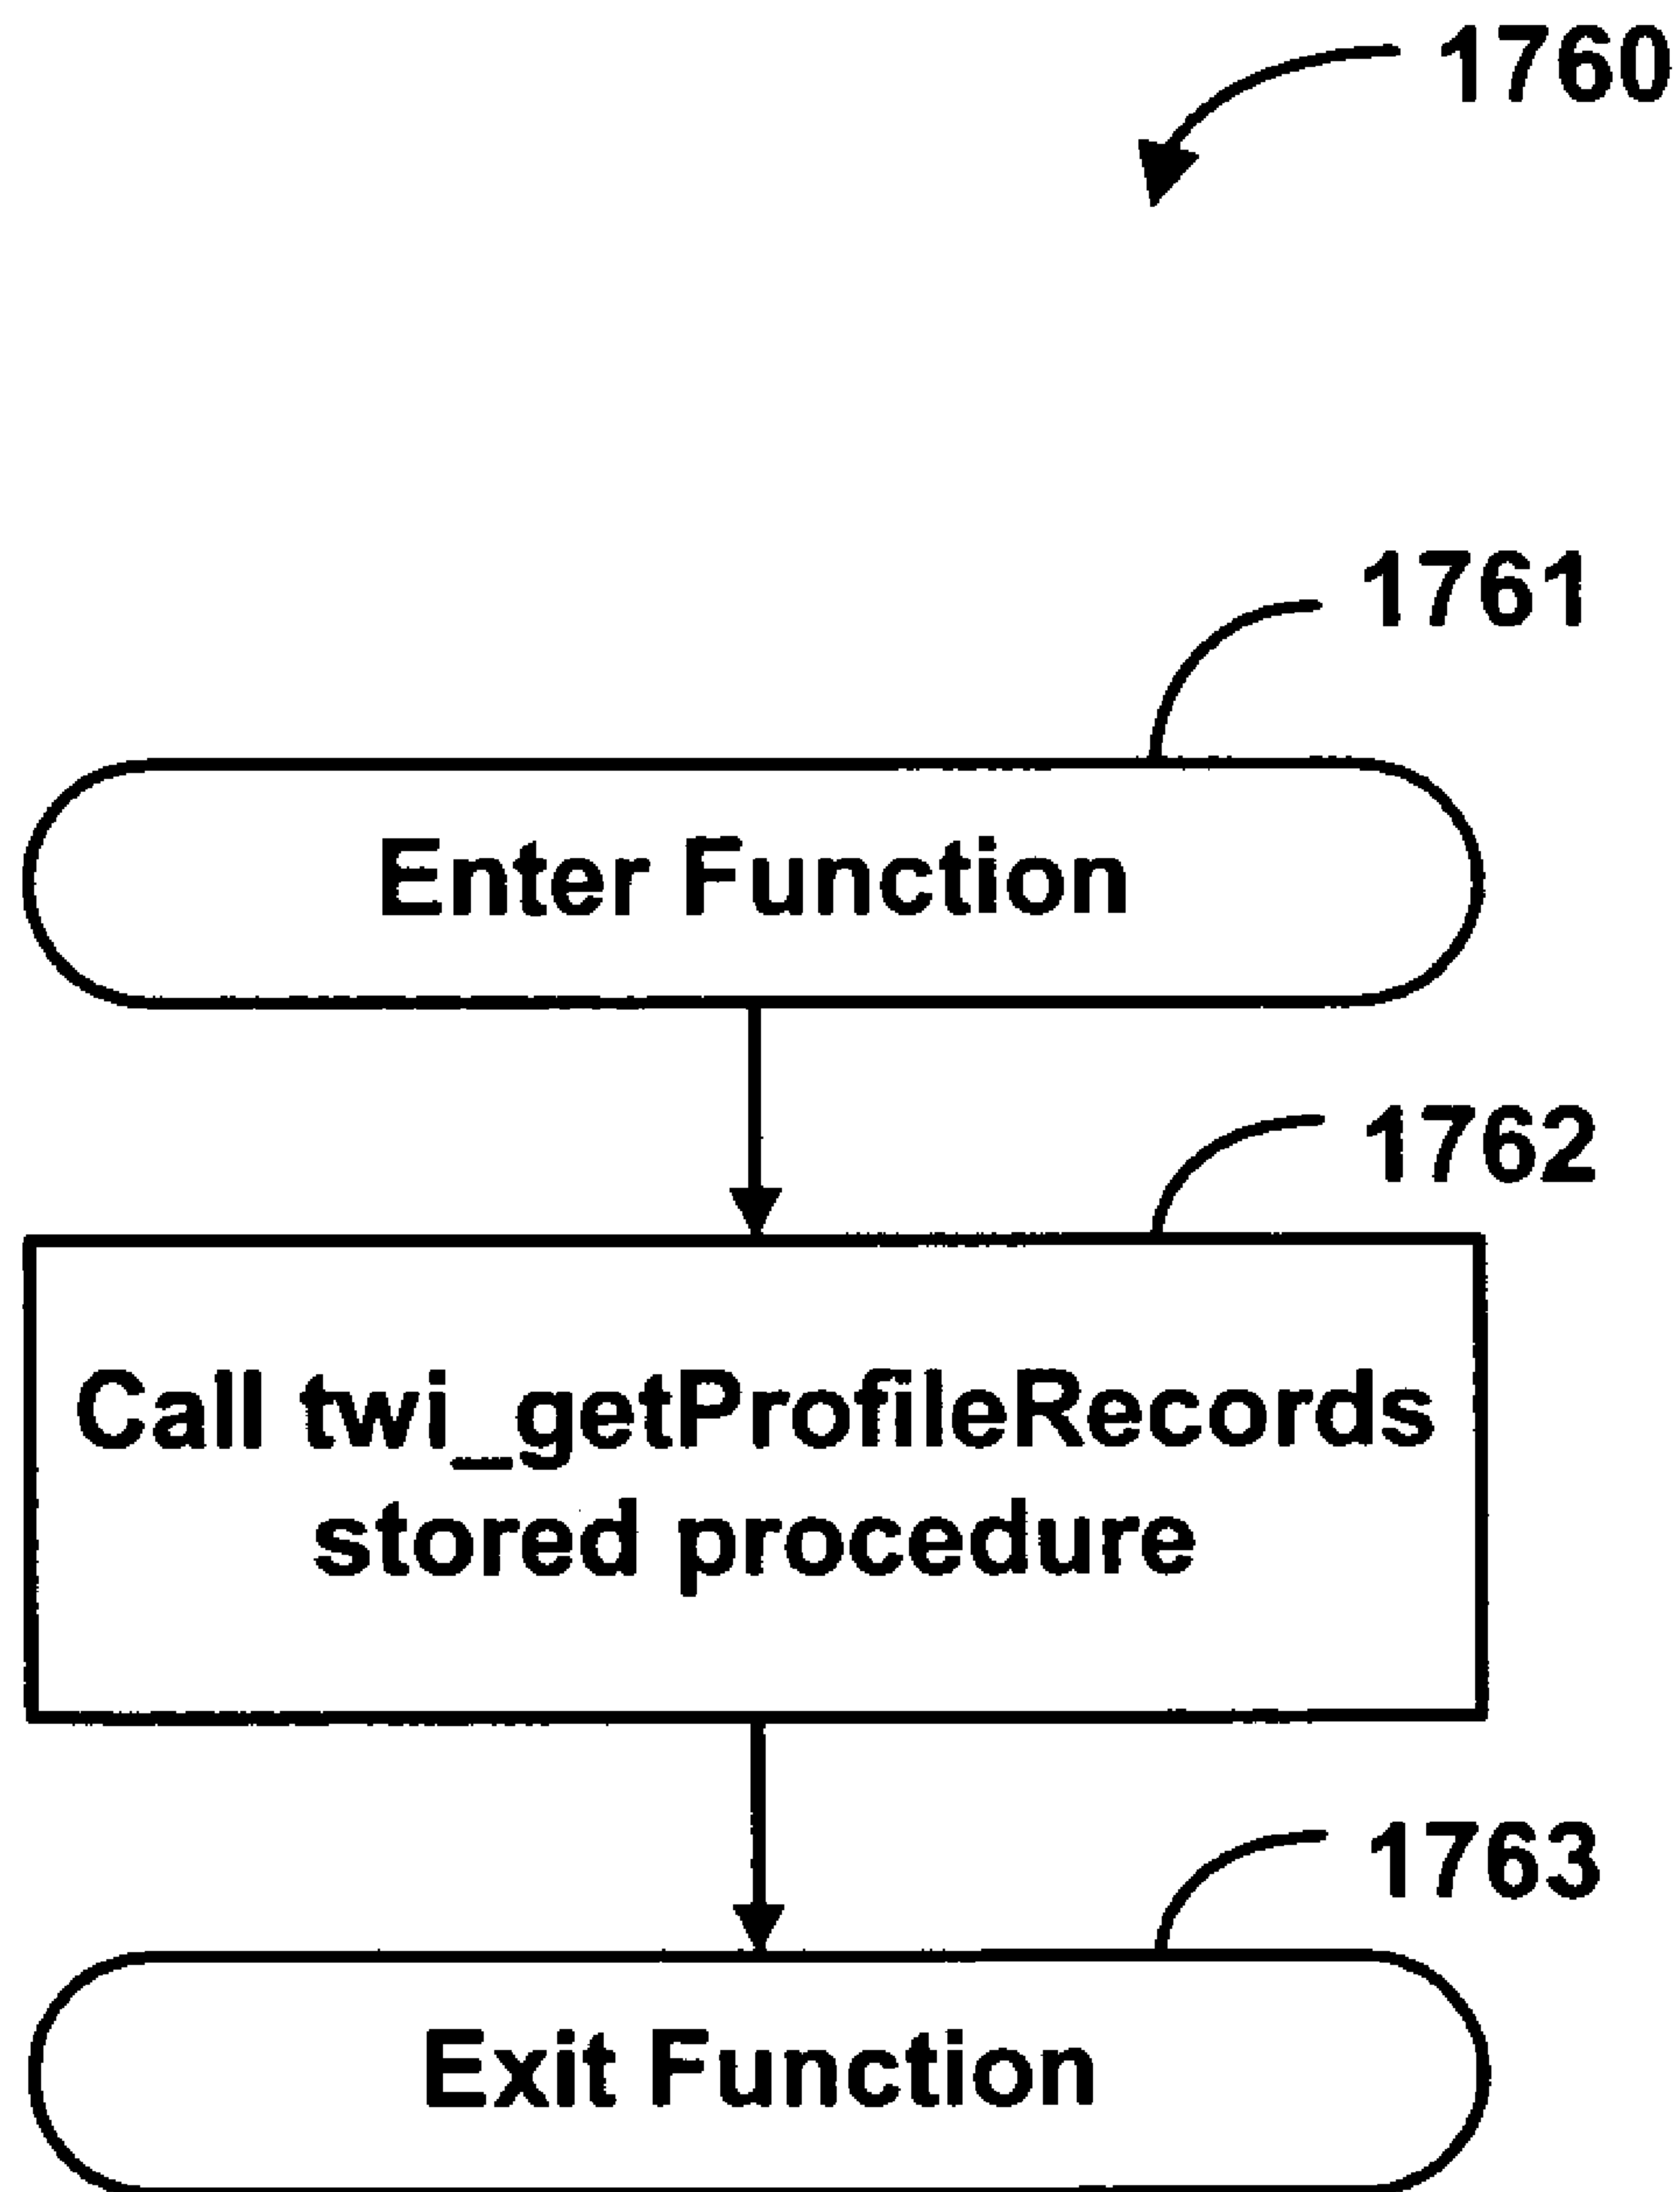 1760
1761
Enter Function
1762
Call twi_getProfileRecords
stored procedure
1763
Exit Function